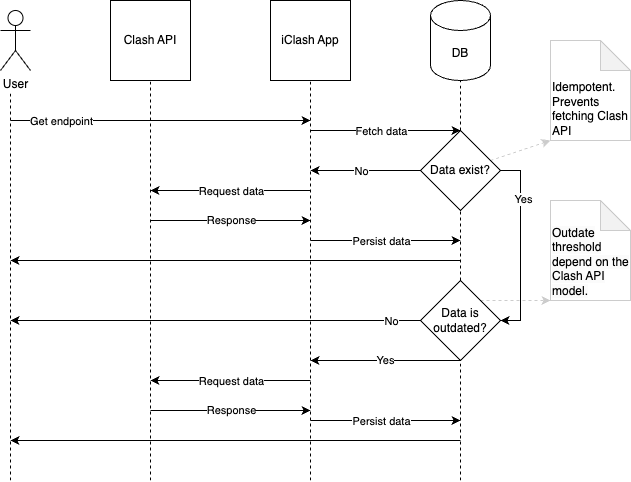 Clash API
iClash App
DB
User
Idempotent.
Prevents
fetching Clash
API
Get endpoint
Fetch data
Data exist?
No
Request data
Yes
Response
Outdate
threshold
depend on the
Clash API
model.
Persist data
Data is
outdated?
No
Yes
Request data
Response
Persist data